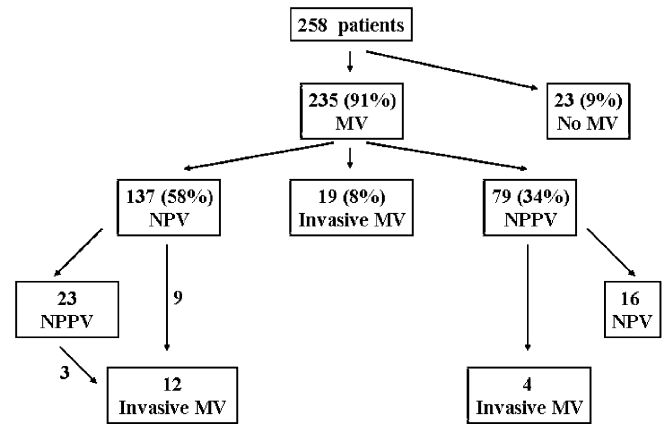 258 patients
235 (91%)
MV
23 (9%)
No MV
137 (58%)
NPV
19 (8%)
Invasive MV
79 (34%)
NPPV
23
NPPV
9
16
NPV
3
12
Invasive MV
4
Invasive MV